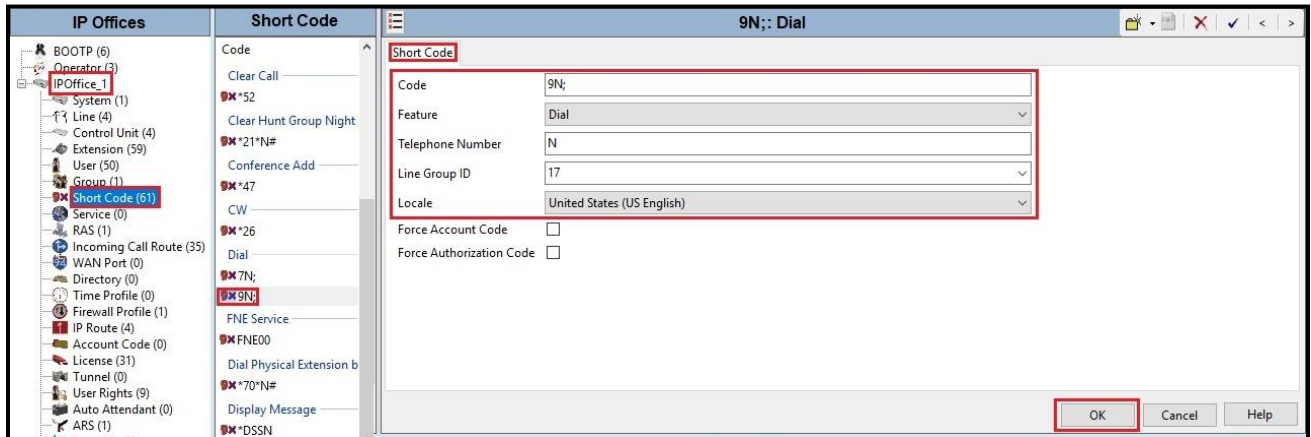 IP Offices
BOOTP (6)
Operator (3)
IPOffice_1
System (1)
Line (4)
Control Unit (4)
Extension (59)
User (50)
Group (1)
Short Code (61)
Service (0)
RAS (1)
Incoming Call Route (35)
WAN Port (0)
Directory (0)
Time Profile (0)
Firewall Profile (1)
IP Route (4)
Account Code (0)
License (31)
Tunnel (0)
User Rights (9)
Auto Attendant (0)
ARS (1)
Short Code
Code
Clear Call
*52
Clear Hunt Group Night
*21*N#
Conference Add
*47
CW
*26
Dial
7N;
9N;
FNE Service
FNE00
Dial Physical Extension b
*70*N#
Display Message
*DSSN
9N;: Dial
Short Code
Code 9N;
Feature Dial
Telephone Number N
Line Group ID 17
Locale United States (US English)
Force Account Code
Force Authorization Code
OK Cancel Help